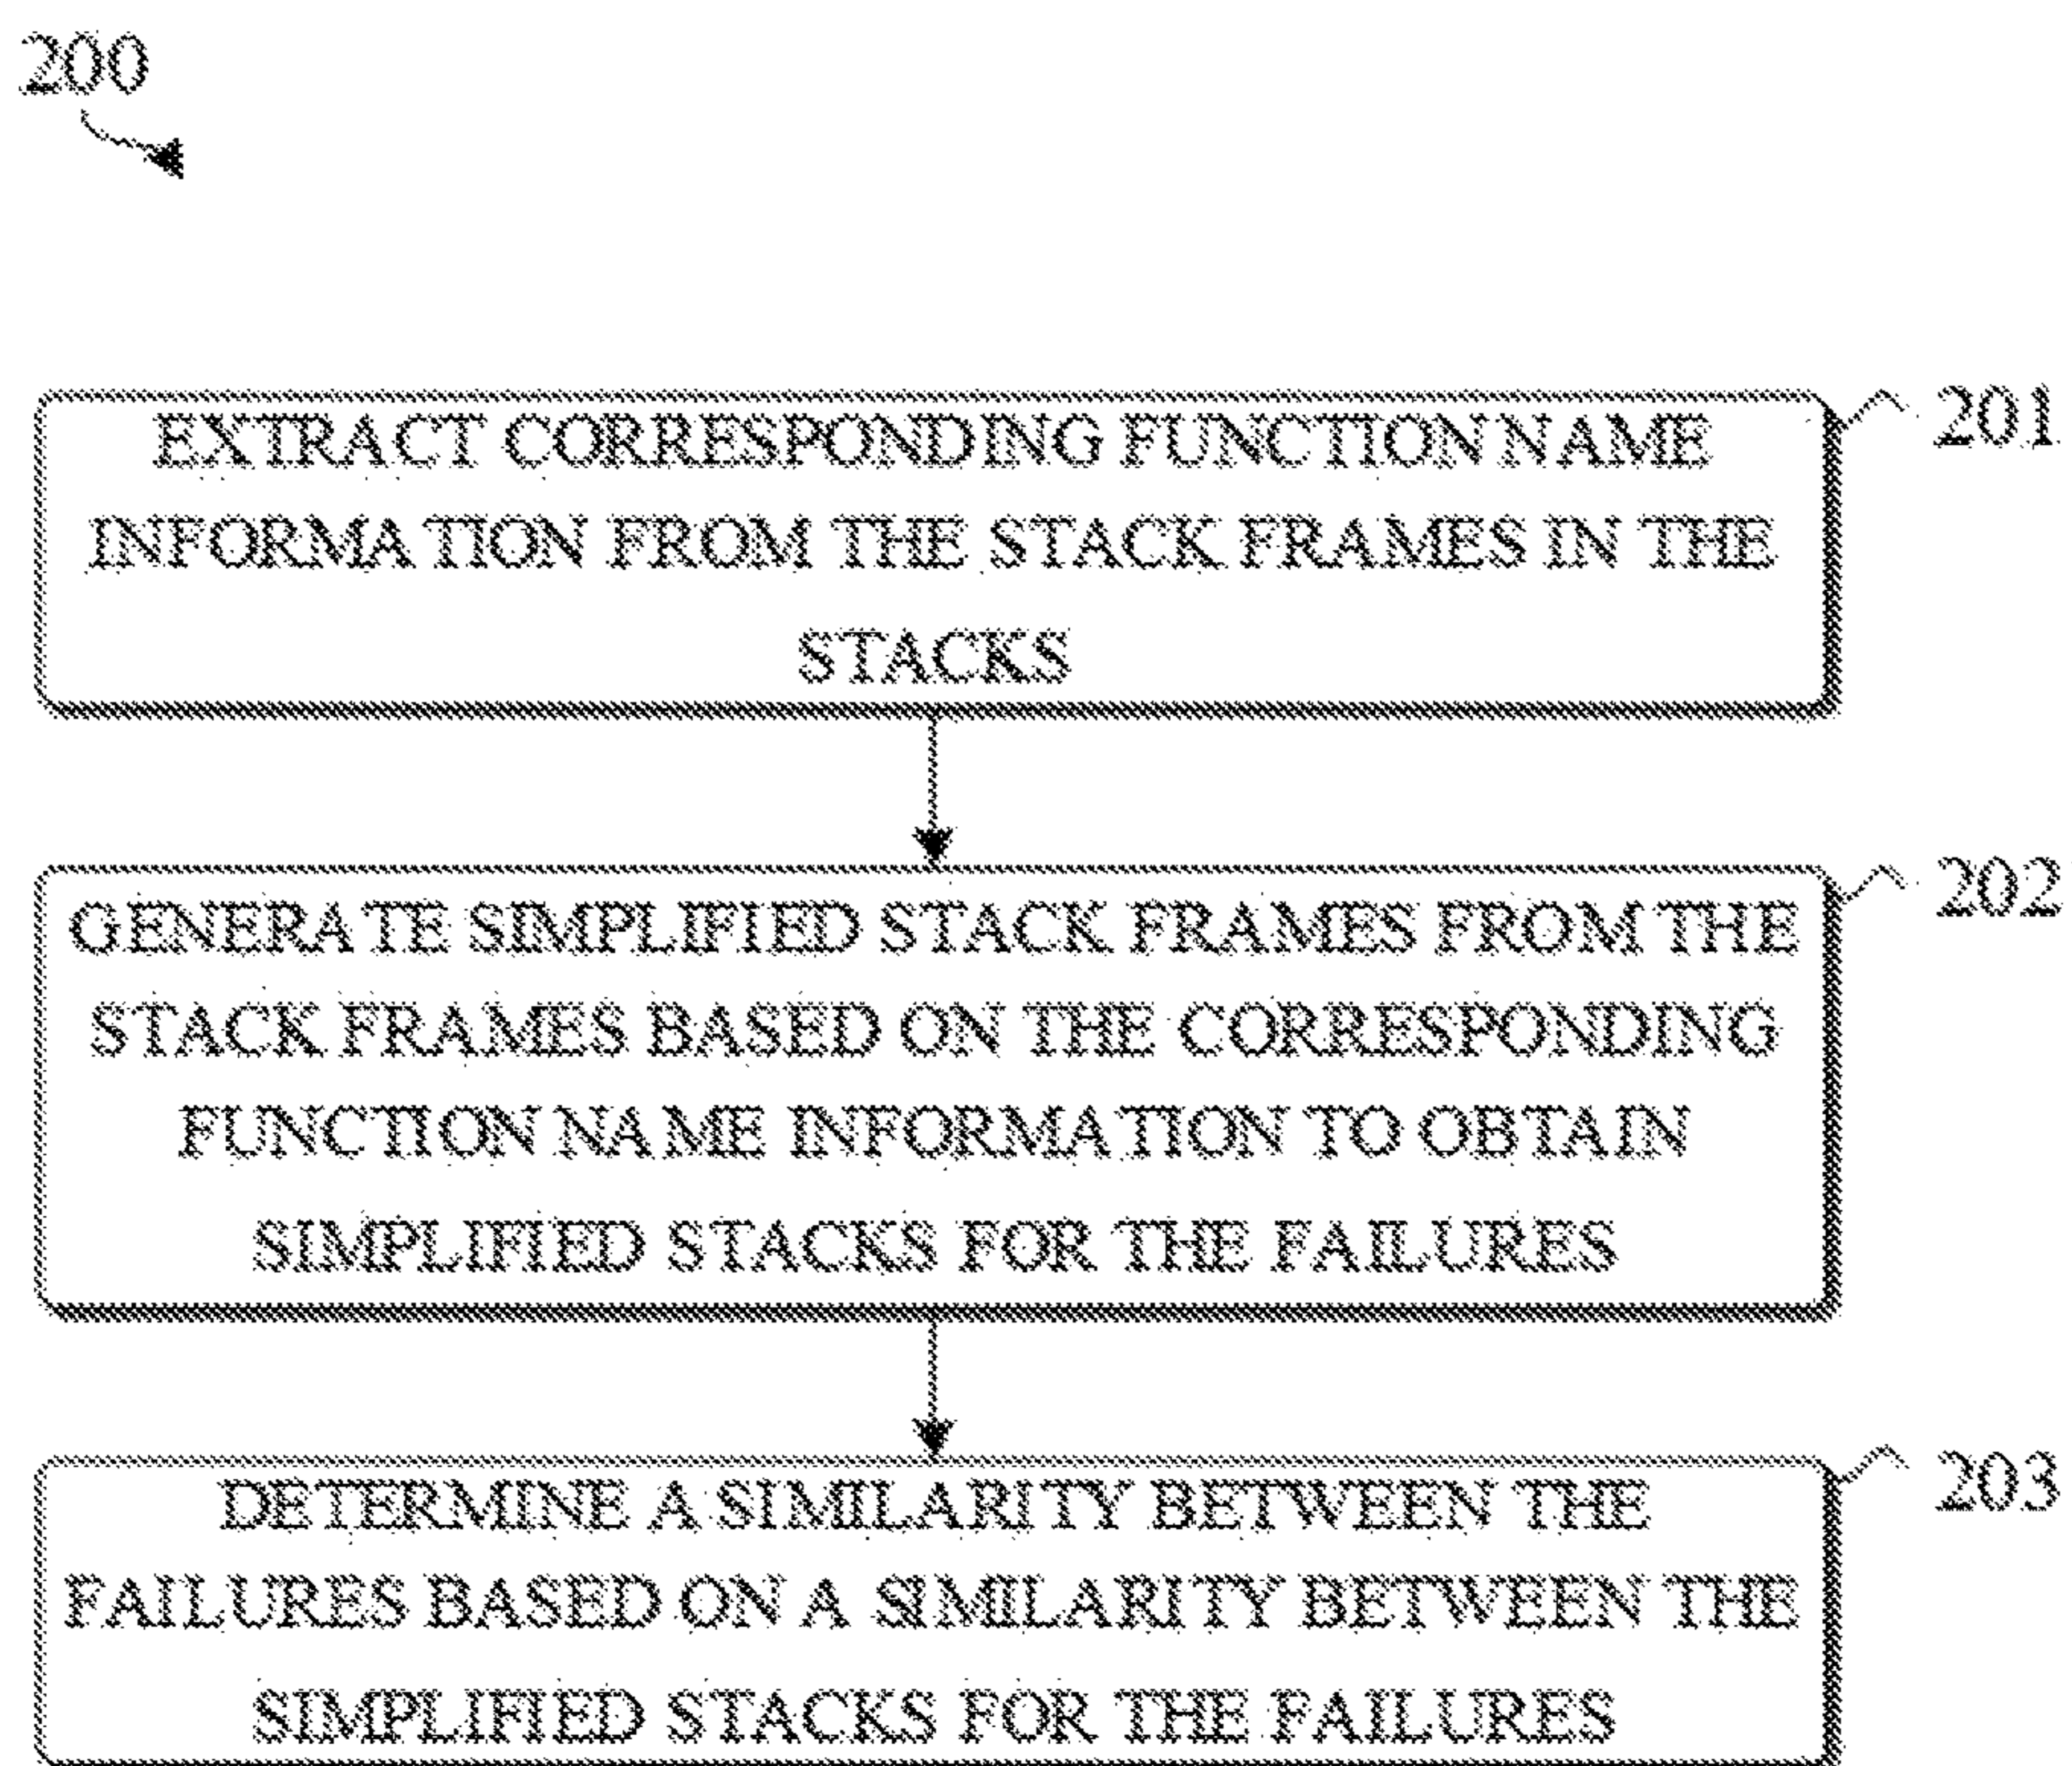 200
EXTRACT CORRESPONDING FUNCTION NAME
201
INFORMATION FROM THE STACK FRAMES IN THE
STACKS
GENERATE SIMPLIFIED STACK FRAMES FROM THE
202
STACK FRAMES BASED ON THE CORRESPONDING
FUNCTION NAME INFORMATION TO OBTAIN
SIMPLIFIED STACKS FOR THE FAILURES
DETERMINE A SIMILARITY BETWEEN THE
203
FAILURES BASED ON A SIMILARITY BETWEEN THE
SIMPLIFIED STACKS FOR THE FAILURES